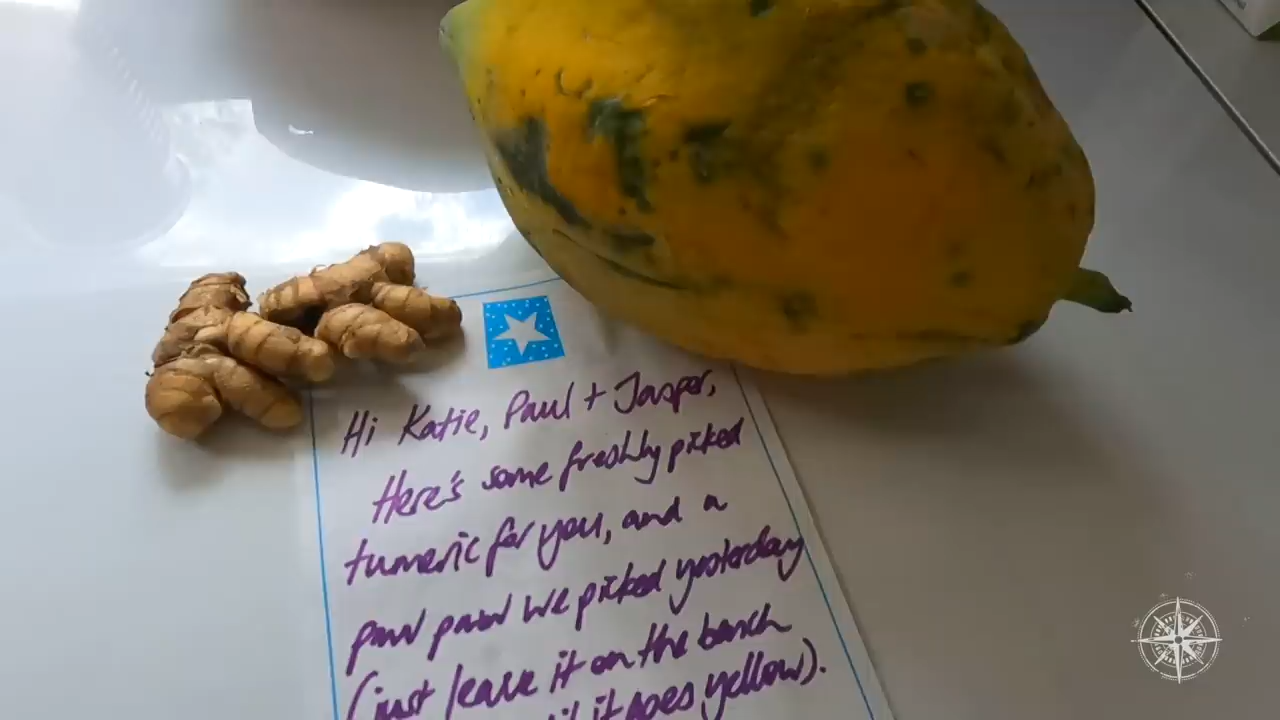 Hi Katie, Paul + Jasper,
Here's some freshly picked
tumeric for you, and a
paw paw we picked yesterday
(just leave it on the bench
it goes yellow).